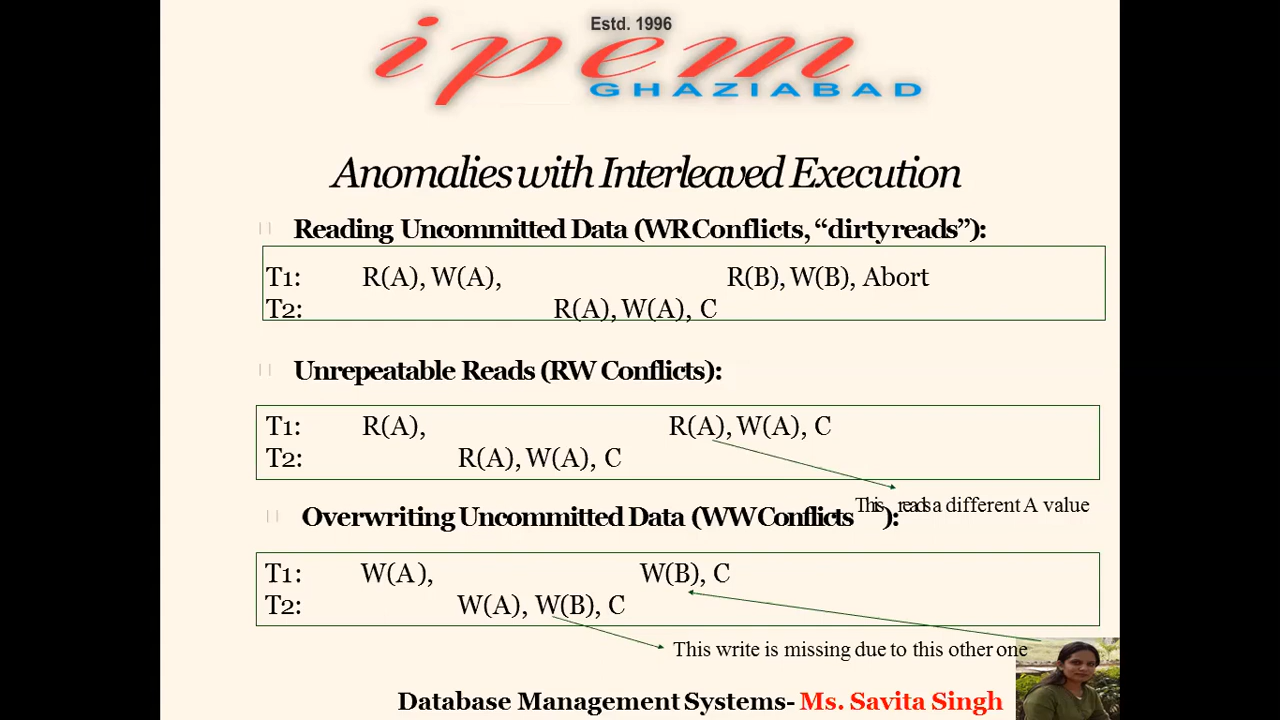 Estd. 1996
ipem
GHAZIABAD
Anomalies with Interleaved Execution
Reading Uncommitted Data (WR Conflicts, “dirty reads”):
T1: R(A), W(A), R(B), W(B), Abort
T2: R(A), W(A), C
Unrepeatable Reads (RW Conflicts):
T1: R(A), R(A), W(A), C
T2: R(A), W(A), C
This reads a different A value
Overwriting Uncommitted Data (WW Conflicts ):
T1: W(A), W(B), C
T2: W(A), W(B), C
This write is missing due to this other one
Database Management Systems- Ms. Savita Singh